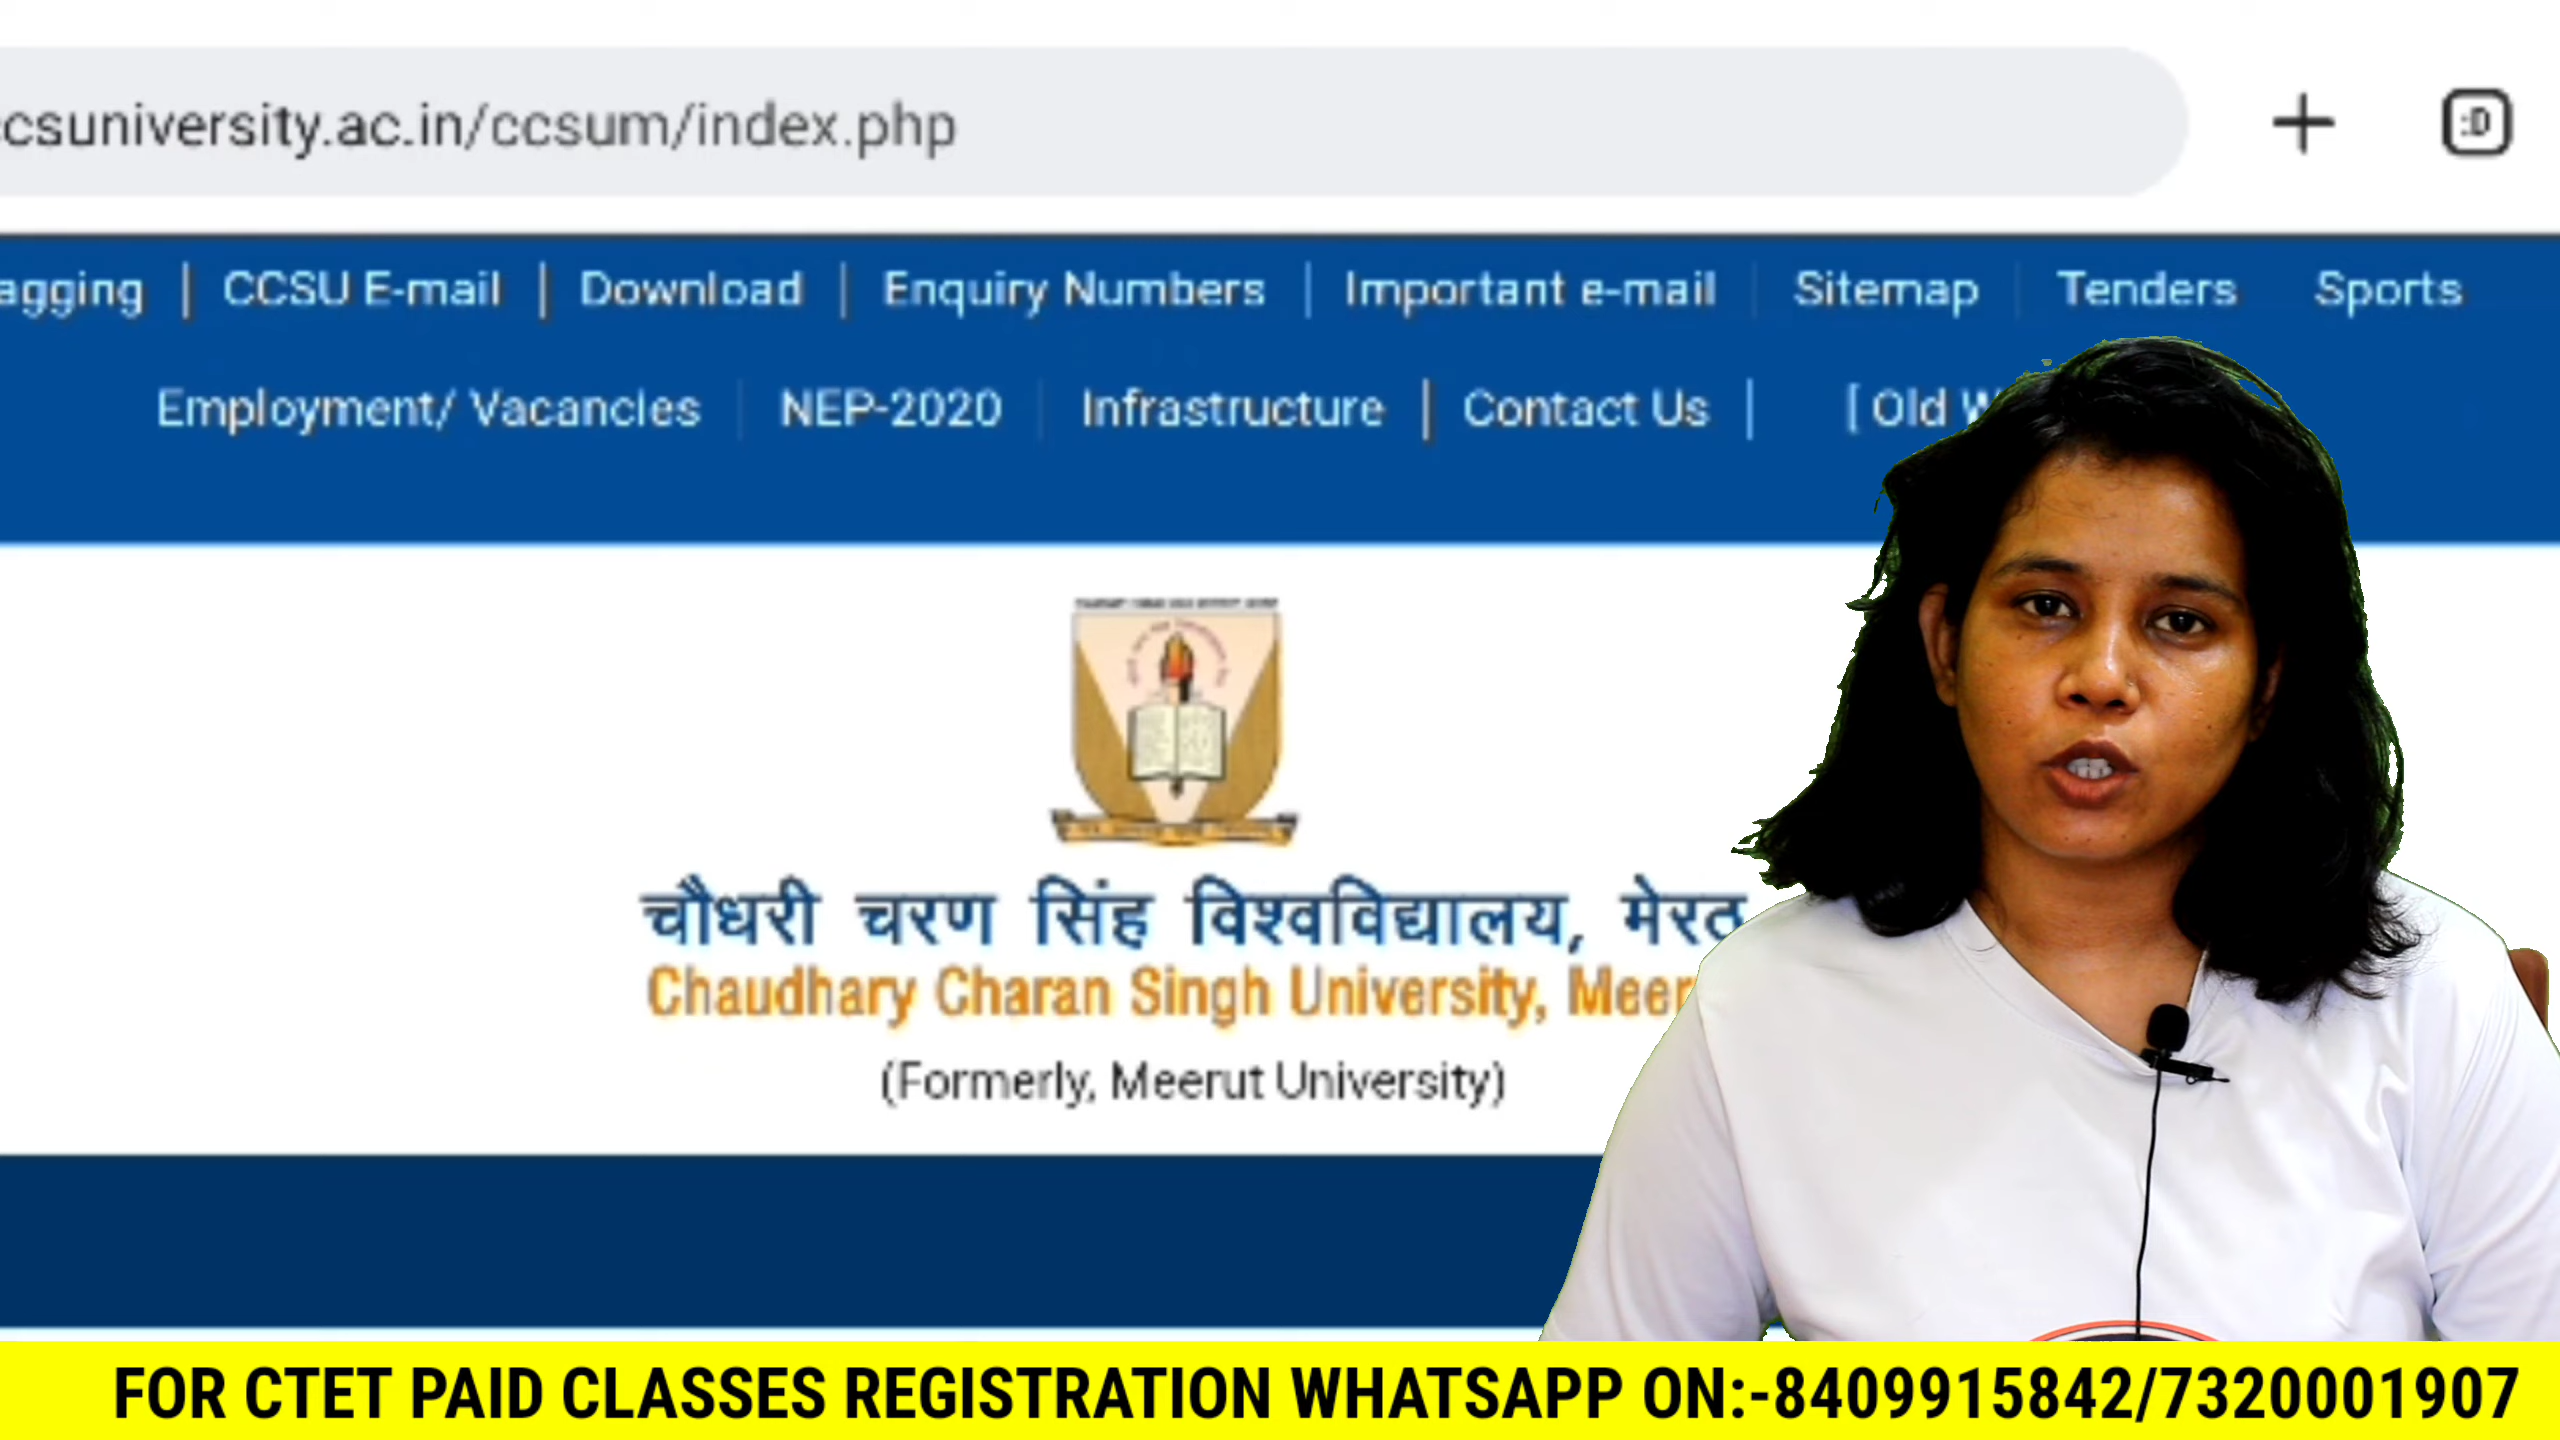 csuniversity.ac.in/ccsum/index.php
:D
agging | CCSU E-mail | Download | Enquiry Numbers | Important e-mail | Sitemap | Tenders Sports
Employment/ Vacancies | NEP-2020 | Infrastructure | Contact Us | [ Old W
चौधरी चरण सिंह विश्वविद्यालय, मेरठ
Chaudhary Charan Singh University, Meer
(Formerly, Meerut University)
FOR CTET PAID CLASSES REGISTRATION WHATSAPP ON:-8409915842/7320001907